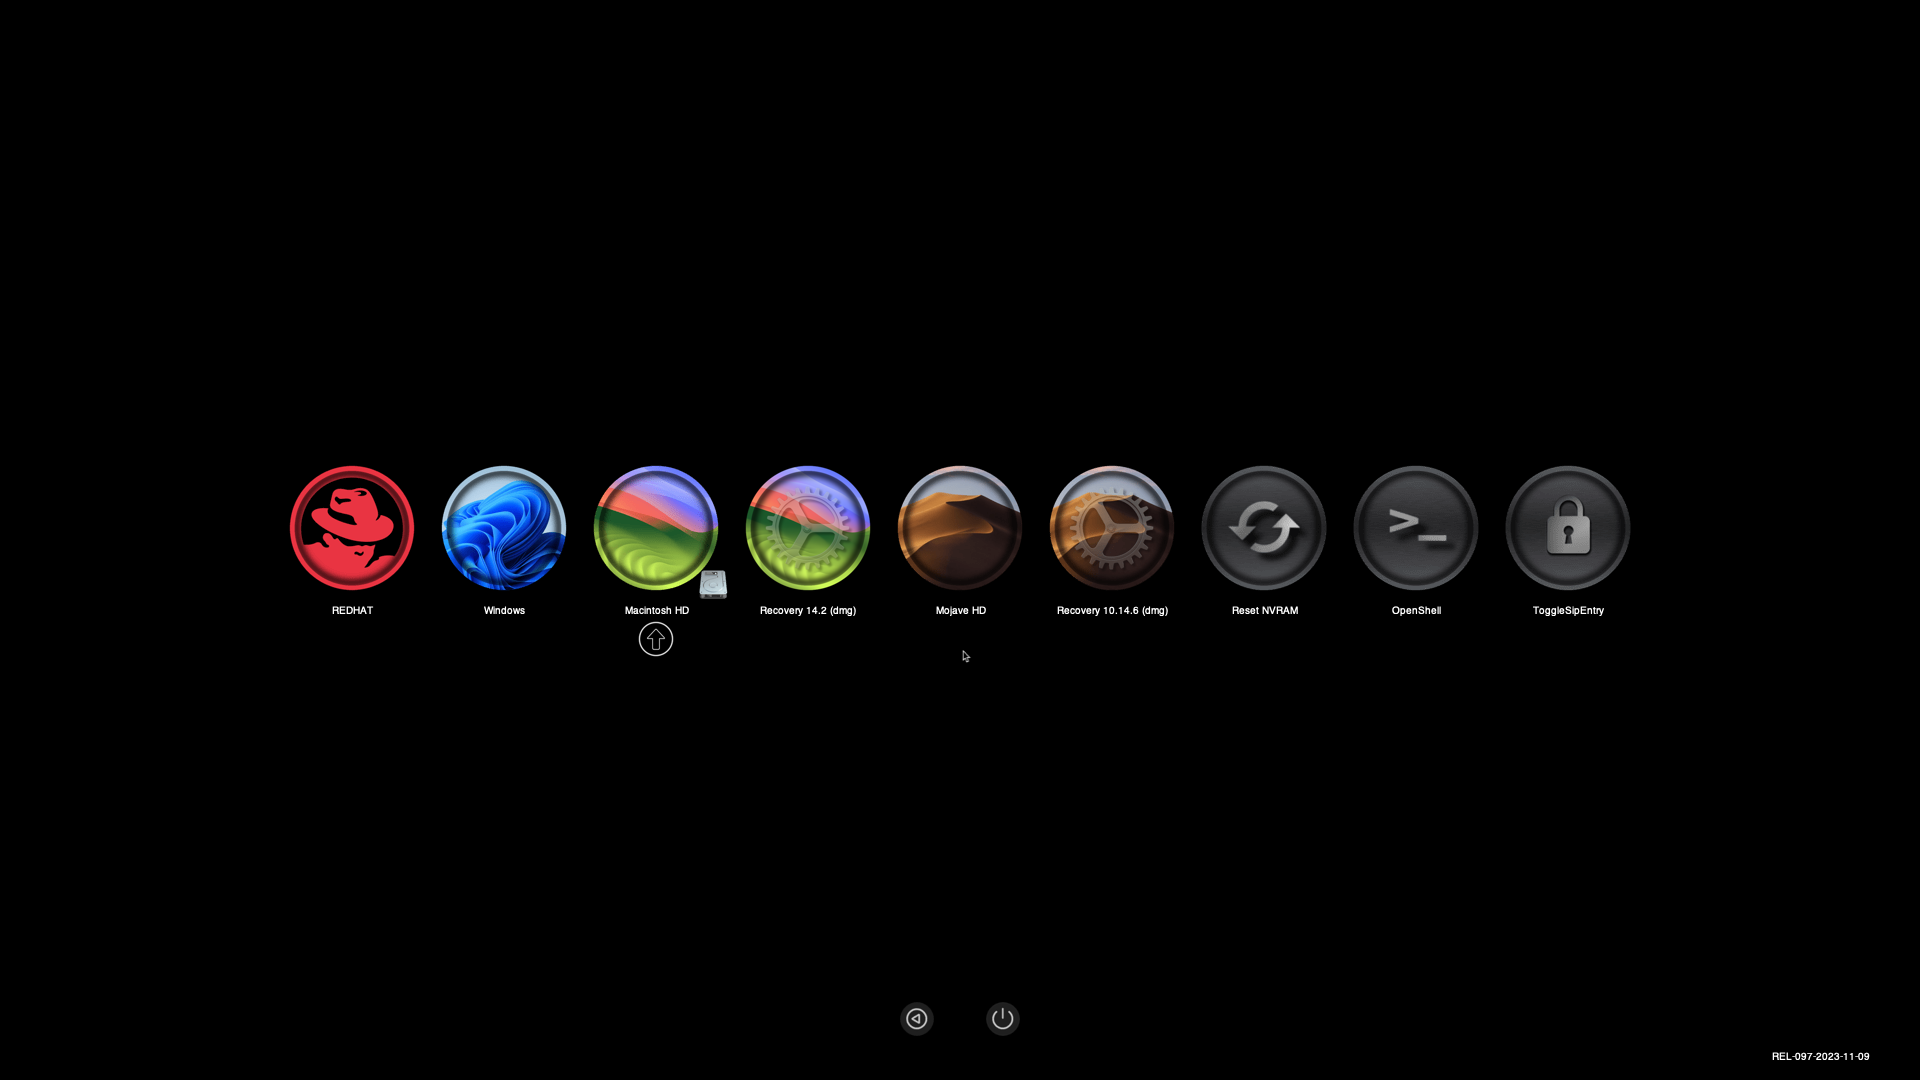 REDHAT
Windows
Macintosh HD
Recovery 14.2 (dmg)
Mojave HD
Recovery 10.14.6 (dmg)
Reset NVRAM
OpenShell
ToggleSipEntry
REL-097-2023-11-09